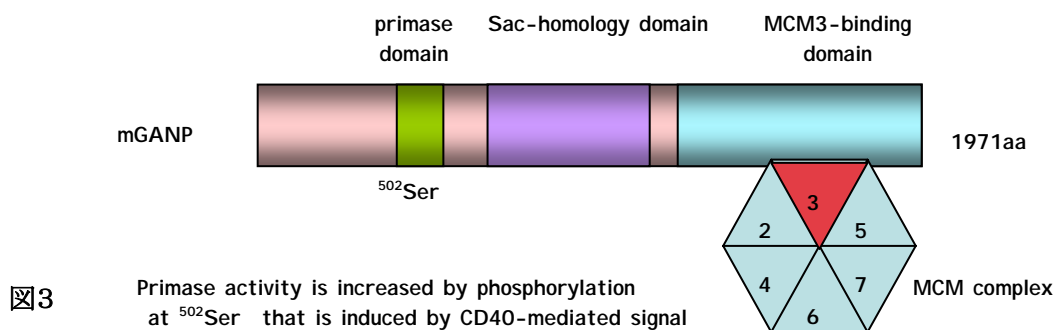 primase domain
Sac-homology domain
MCM3-binding domain
mGANP
1971aa
502Ser
3
2
5
4
7
6
MCM complex
図3
Primase activity is increased by phosphorylation
at 502Ser that is induced by CD40-mediated signal